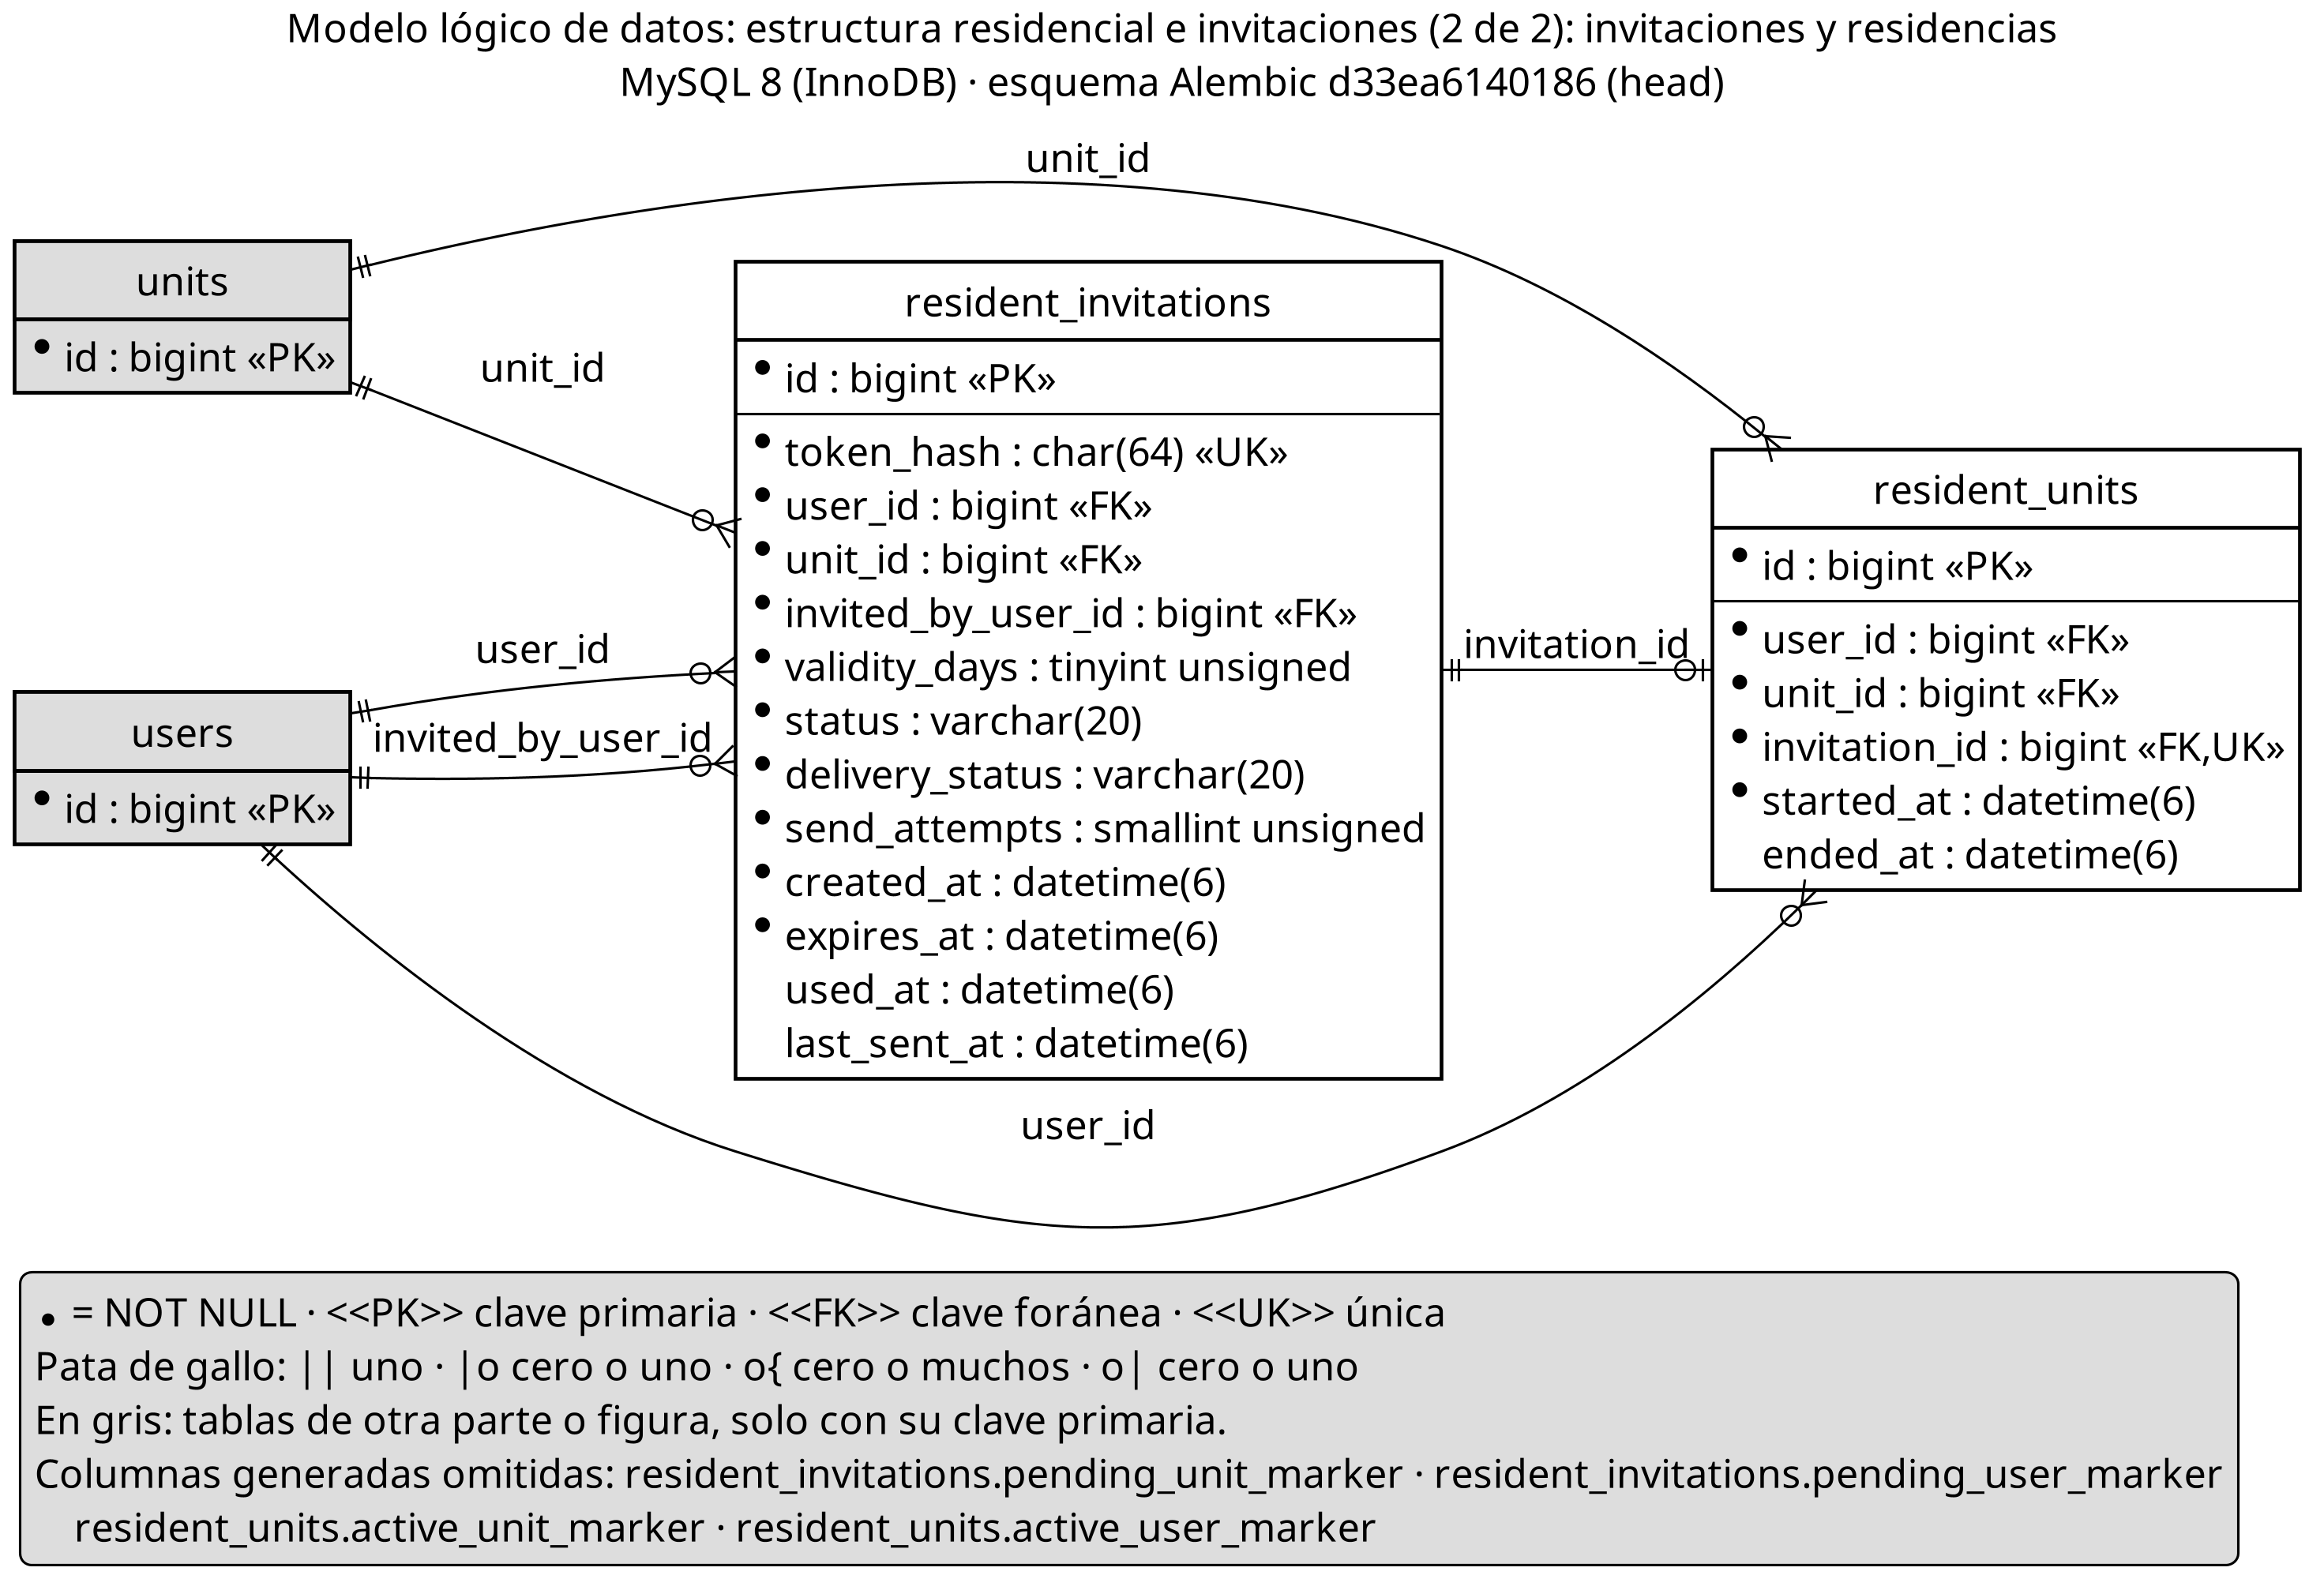 Modelo lógico de datos: estructura residencial e invitaciones (2 de 2): invitaciones y residencias
MySQL 8 (InnoDB) · esquema Alembic d33ea6140186 (head)
unit_id
units
id : bigint «PK»
unit_id
users
id : bigint «PK»
user_id
invited_by_user_id
resident_invitations
id : bigint «PK»
token_hash : char(64) «UK»
user_id : bigint «FK»
unit_id : bigint «FK»
invited_by_user_id : bigint «FK»
validity_days : tinyint unsigned
status : varchar(20)
delivery_status : varchar(20)
send_attempts : smallint unsigned
created_at : datetime(6)
expires_at : datetime(6)
used_at : datetime(6)
last_sent_at : datetime(6)
invitation_id
resident_units
id : bigint «PK»
user_id : bigint «FK»
unit_id : bigint «FK»
invitation_id : bigint «FK,UK»
started_at : datetime(6)
ended_at : datetime(6)
user_id
• = NOT NULL · <<PK>> clave primaria · <<FK>> clave foránea · <<UK>> única
Pata de gallo: || uno · |o cero o uno · o{ cero o muchos · o| cero o uno
En gris: tablas de otra parte o figura, solo con su clave primaria.
Columnas generadas omitidas: resident_invitations.pending_unit_marker · resident_invitations.pending_user_marker
resident_units.active_unit_marker · resident_units.active_user_marker